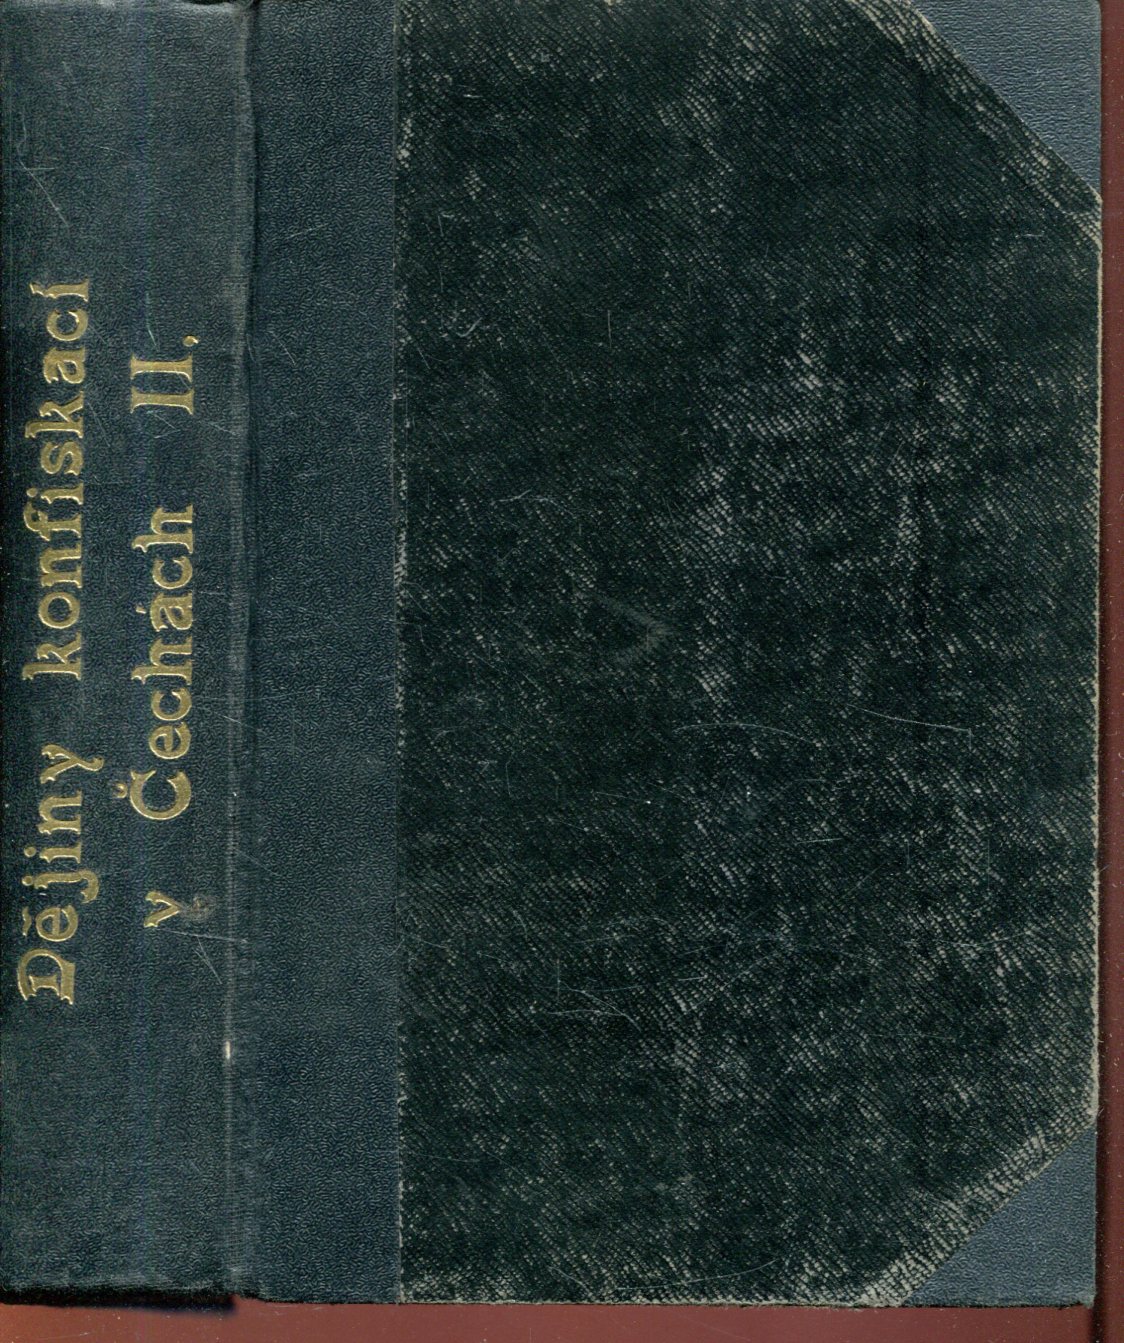 Dějiny konfiskací
v Čechách II.